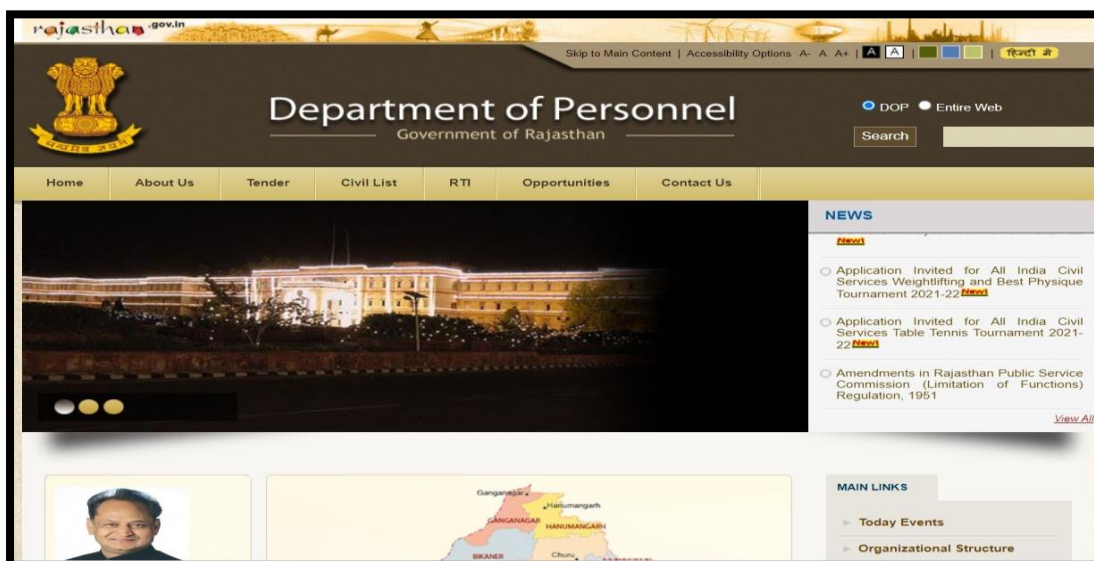 rajasthan.gov.in
Skip to Main Content | Accessibility Options A- A A+ | A A | | हिन्दी मे
सत्यमेव जयते
Department of Personnel
Government of Rajasthan
DOP Entire Web
Search
Home About Us Tender Civil List RTI Opportunities Contact Us
NEWS
New!
Application Invited for All India Civil
Services Weightlifting and Best Physique
Tournament 2021-22 New!
Application Invited for All India Civil
Services Table Tennis Tournament 2021-
22 New!
Amendments in Rajasthan Public Service
Commission (Limitation of Functions)
Regulation, 1951
View All
MAIN LINKS
Today Events
Organizational Structure
Ganganagar
Hanumangarh
GANGANAGAR
HANUMANGARH
BIKANER
Churu